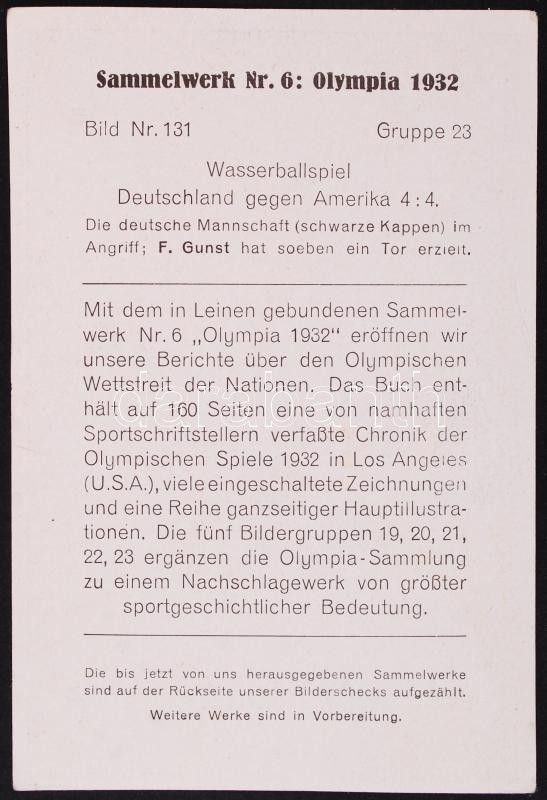 Sammelwerk Nr. 6: Olympia 1932
Bild Nr. 131 Gruppe 23
Wasserballspiel
Deutschland gegen Amerika 4:4.
Die deutsche Mannschaft (schwarze Kappen) im
Angriff; F. Gunst hat soeben ein Tor erzielt.
Mit dem in Leinen gebundenen Sammel-
werk Nr. 6 „Olympia 1932“ eröffnen wir
unsere Berichte über den Olympischen
Wettstreit der Nationen. Das Buch ent-
hält auf 160 Seiten eine von namhaften
Sportschriftstellern verfaßte Chronik der
Olympischen Spiele 1932 in Los Angeles
(U.S.A.), viele eingeschaltete Zeichnungen
und eine Reihe ganzseitiger Hauptillustra-
tionen. Die fünf Bildergruppen 19, 20, 21,
22, 23 ergänzen die Olympia-Sammlung
zu einem Nachschlagewerk von größter
sportgeschichtlicher Bedeutung.
Die bis jetzt von uns herausgegebenen Sammelwerke
sind auf der Rückseite unserer Bilderschecks aufgezählt.
Weitere Werke sind in Vorbereitung.
darabanth